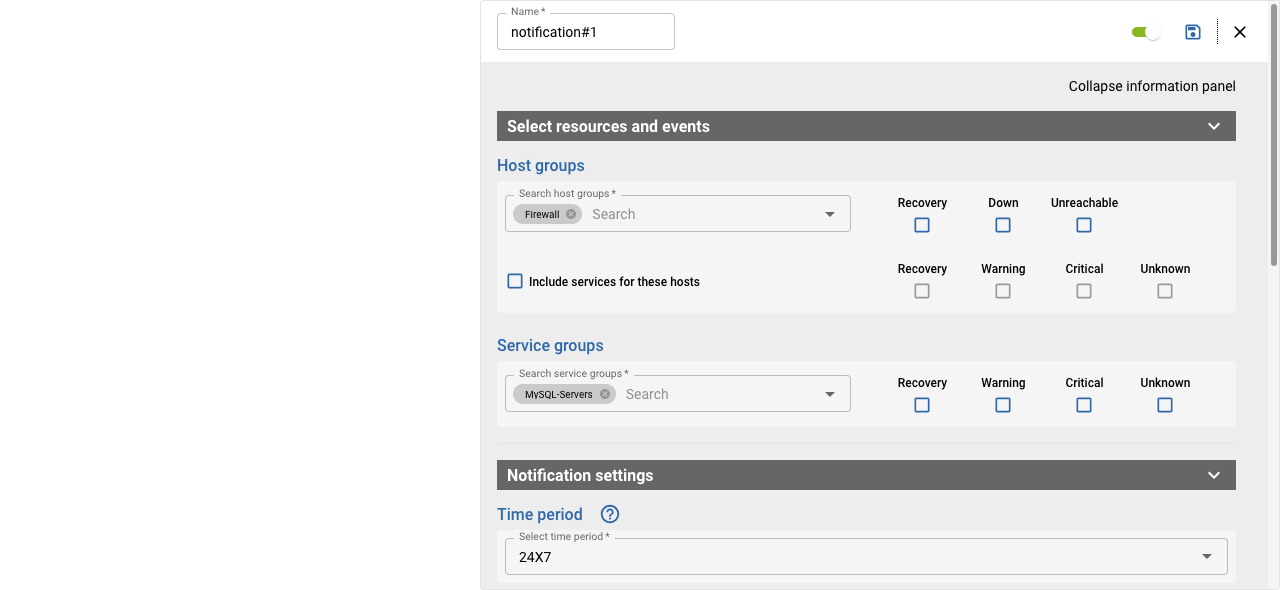 Name *
notification#1
Collapse information panel
Select resources and events
Host groups
Search host groups *
Firewall Search
Recovery Down Unreachable
Include services for these hosts
Recovery Warning Critical Unknown
Service groups
Search service groups *
MySQL-Servers Search
Recovery Warning Critical Unknown
Notification settings
Time period ?
Select time period *
24X7